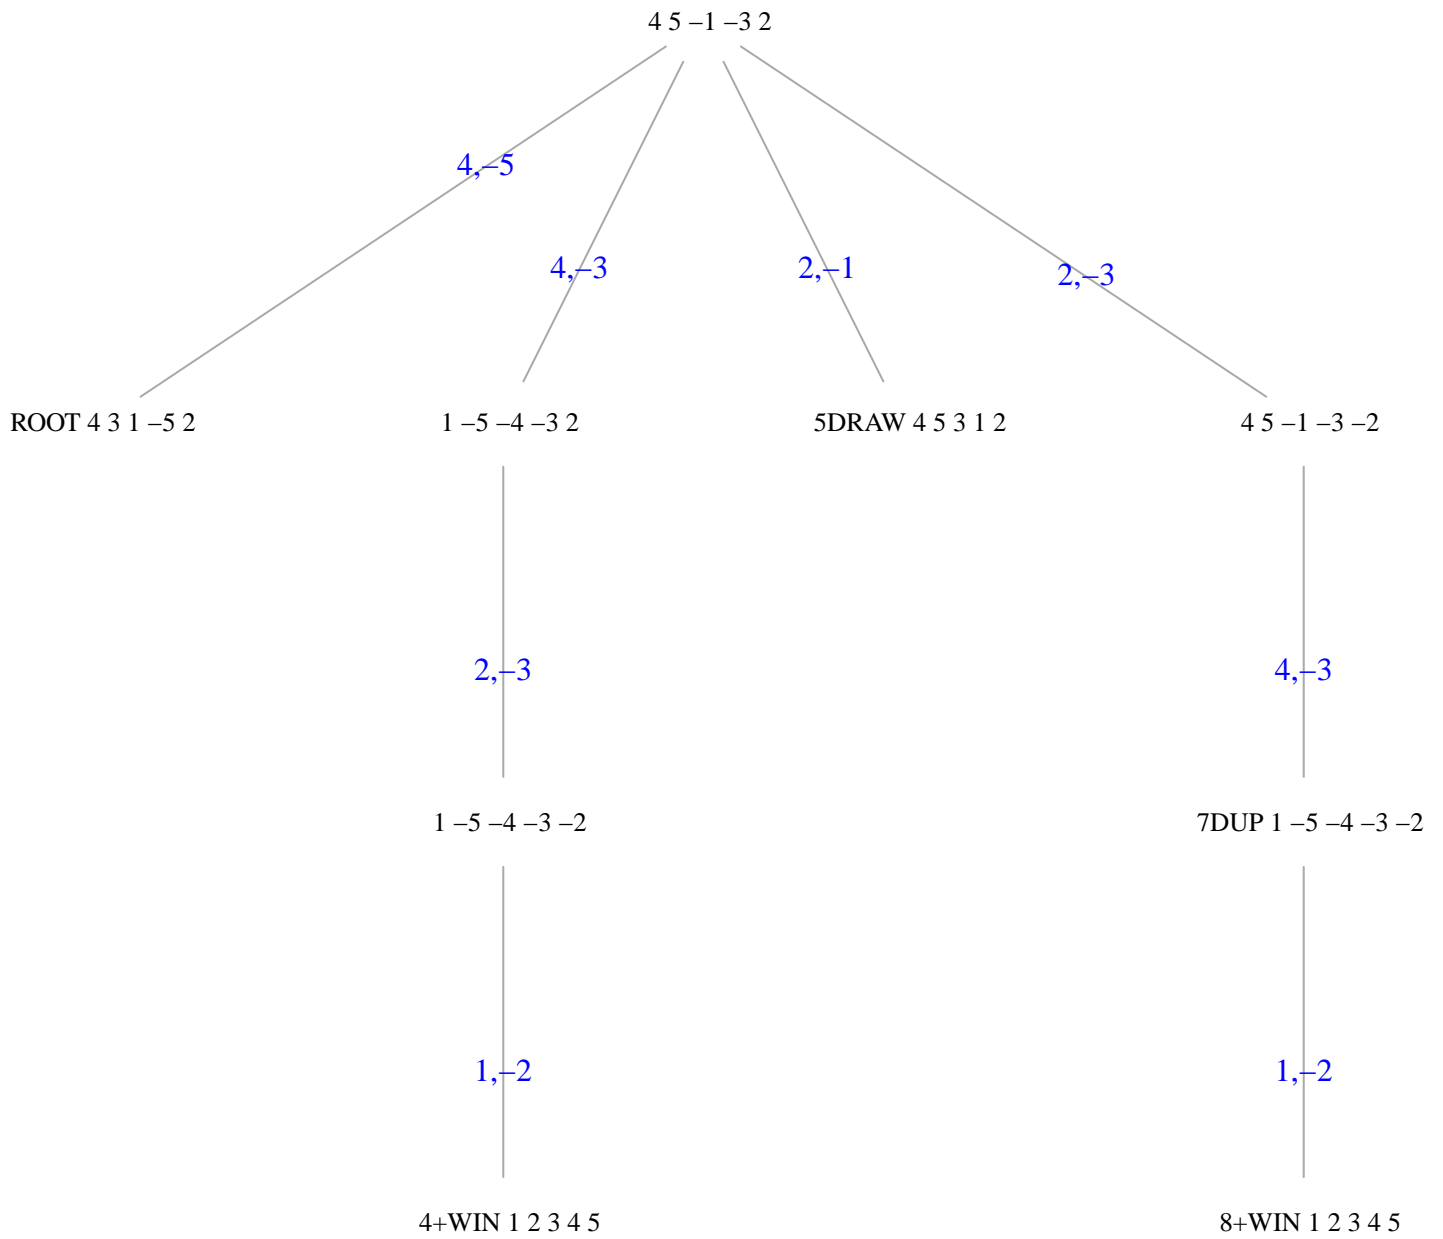 4 5 –1 –3 2
4,–5
4,–3
2,–1
2,–3
ROOT 4 3 1 –5 2
1 –5 –4 –3 2
5DRAW 4 5 3 1 2
4 5 –1 –3 –2
2,–3
4,–3
1 –5 –4 –3 –2
7DUP 1 –5 –4 –3 –2
1,–2
1,–2
4+WIN 1 2 3 4 5
8+WIN 1 2 3 4 5